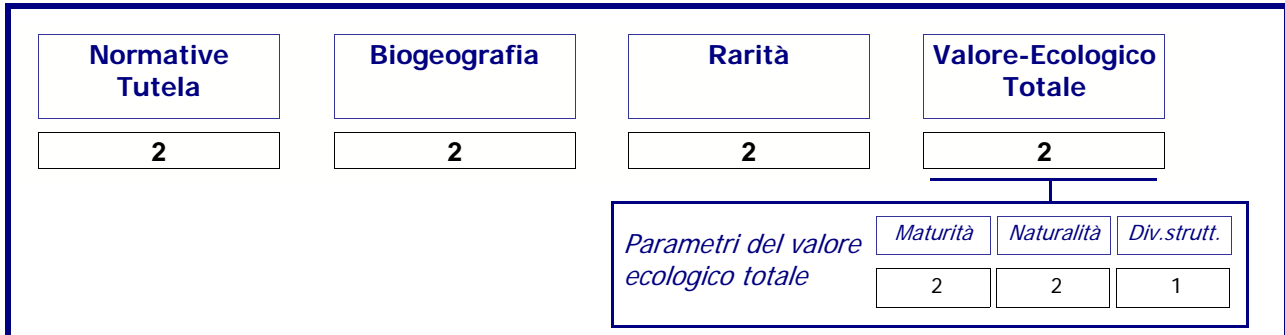 Normative Tutela
Biogeografia
Rarità
Valore-Ecologico Totale
2
2
2
2
Parametri del valore ecologico totale
Maturità
Naturalità
Div.strutt.
2
2
1